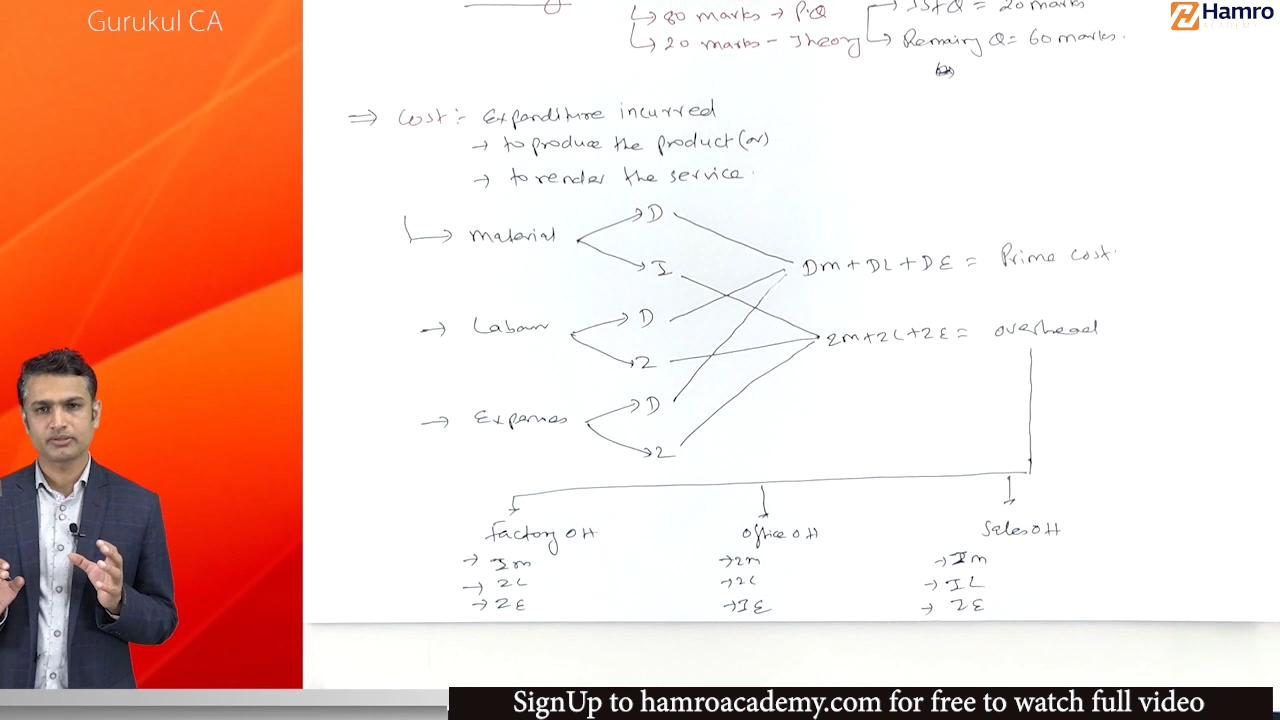 Gurukul CA
Hamro
ACADEMY
↳ 80 marks → P.Q
↳ 20 marks - Theory
→ 1st Q = 20 marks
↳ Remaing Q = 60 marks.
⇒ Cost :- Expenditure incurred
→ to produce the product (or)
→ to render the service.
↳ Material
D
I
DM + DL + DE = Prime cost.
→ Labour
D
I
IM + IL + IE = overhead
→ Expenses
D
I
Factory OH
→ IM
→ IL
→ IE
Office OH
→ IM
→ IL
→ IE
Sales OH
→ IM
→ IL
→ IE
SignUp to hamroacademy.com for free to watch full video